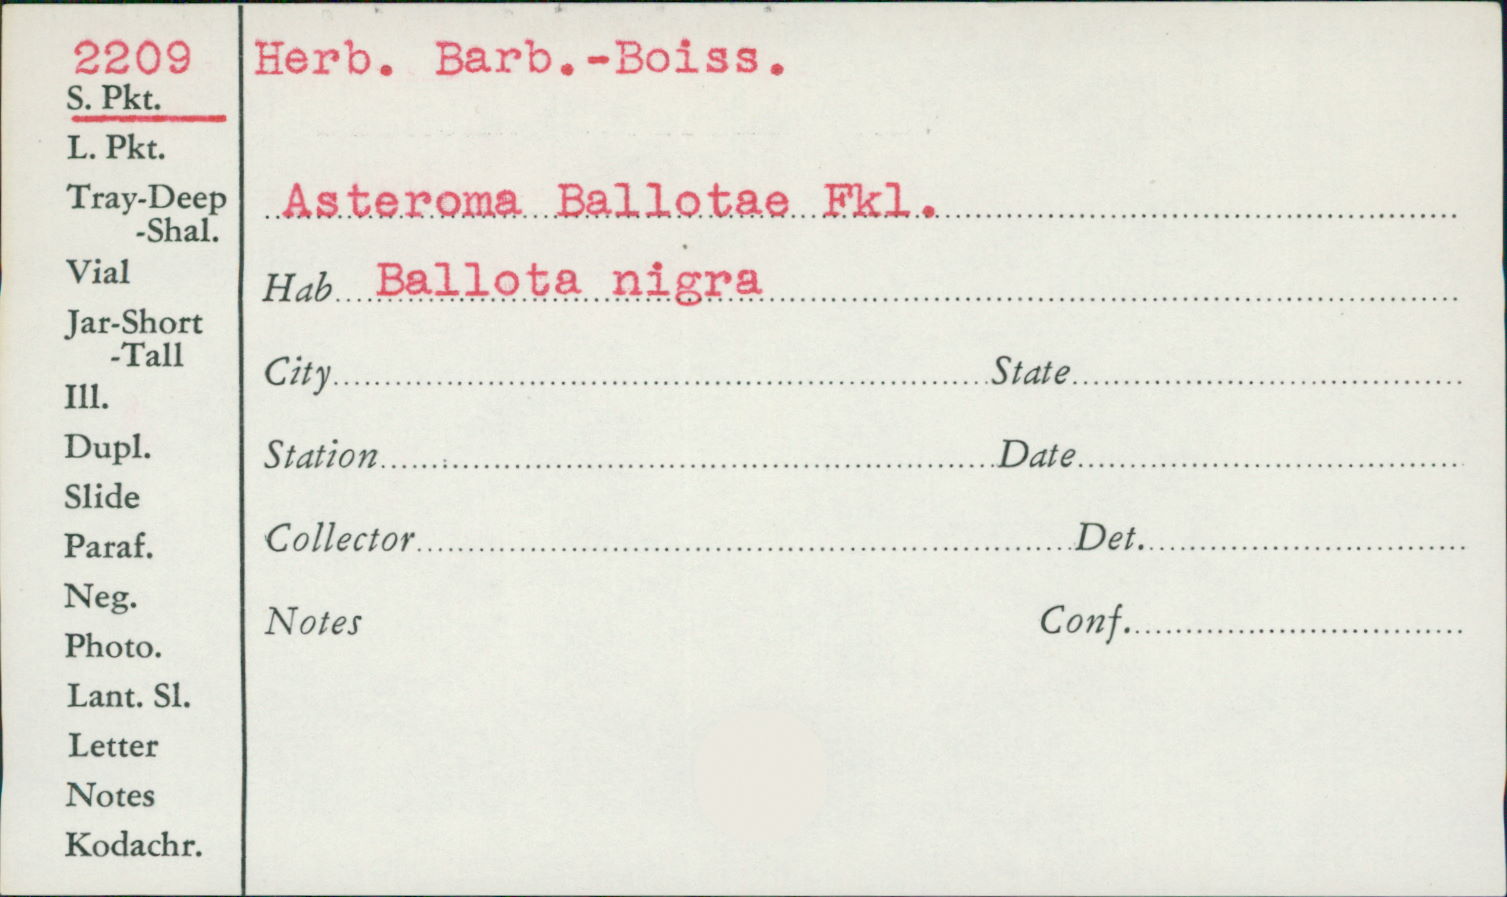 2209
S. Pkt.
L. Pkt.
Tray-Deep
-Shal.
Vial
Jar-Short
-Tall
Ill.
Dupl.
Slide
Paraf.
Neg.
Photo.
Lant. Sl.
Letter
Notes
Kodachr.
Herb. Barb.-Boiss.
Asteroma Ballotae Fkl.
Hab Ballota nigra
City State
Station Date
Collector Det.
Notes Conf.